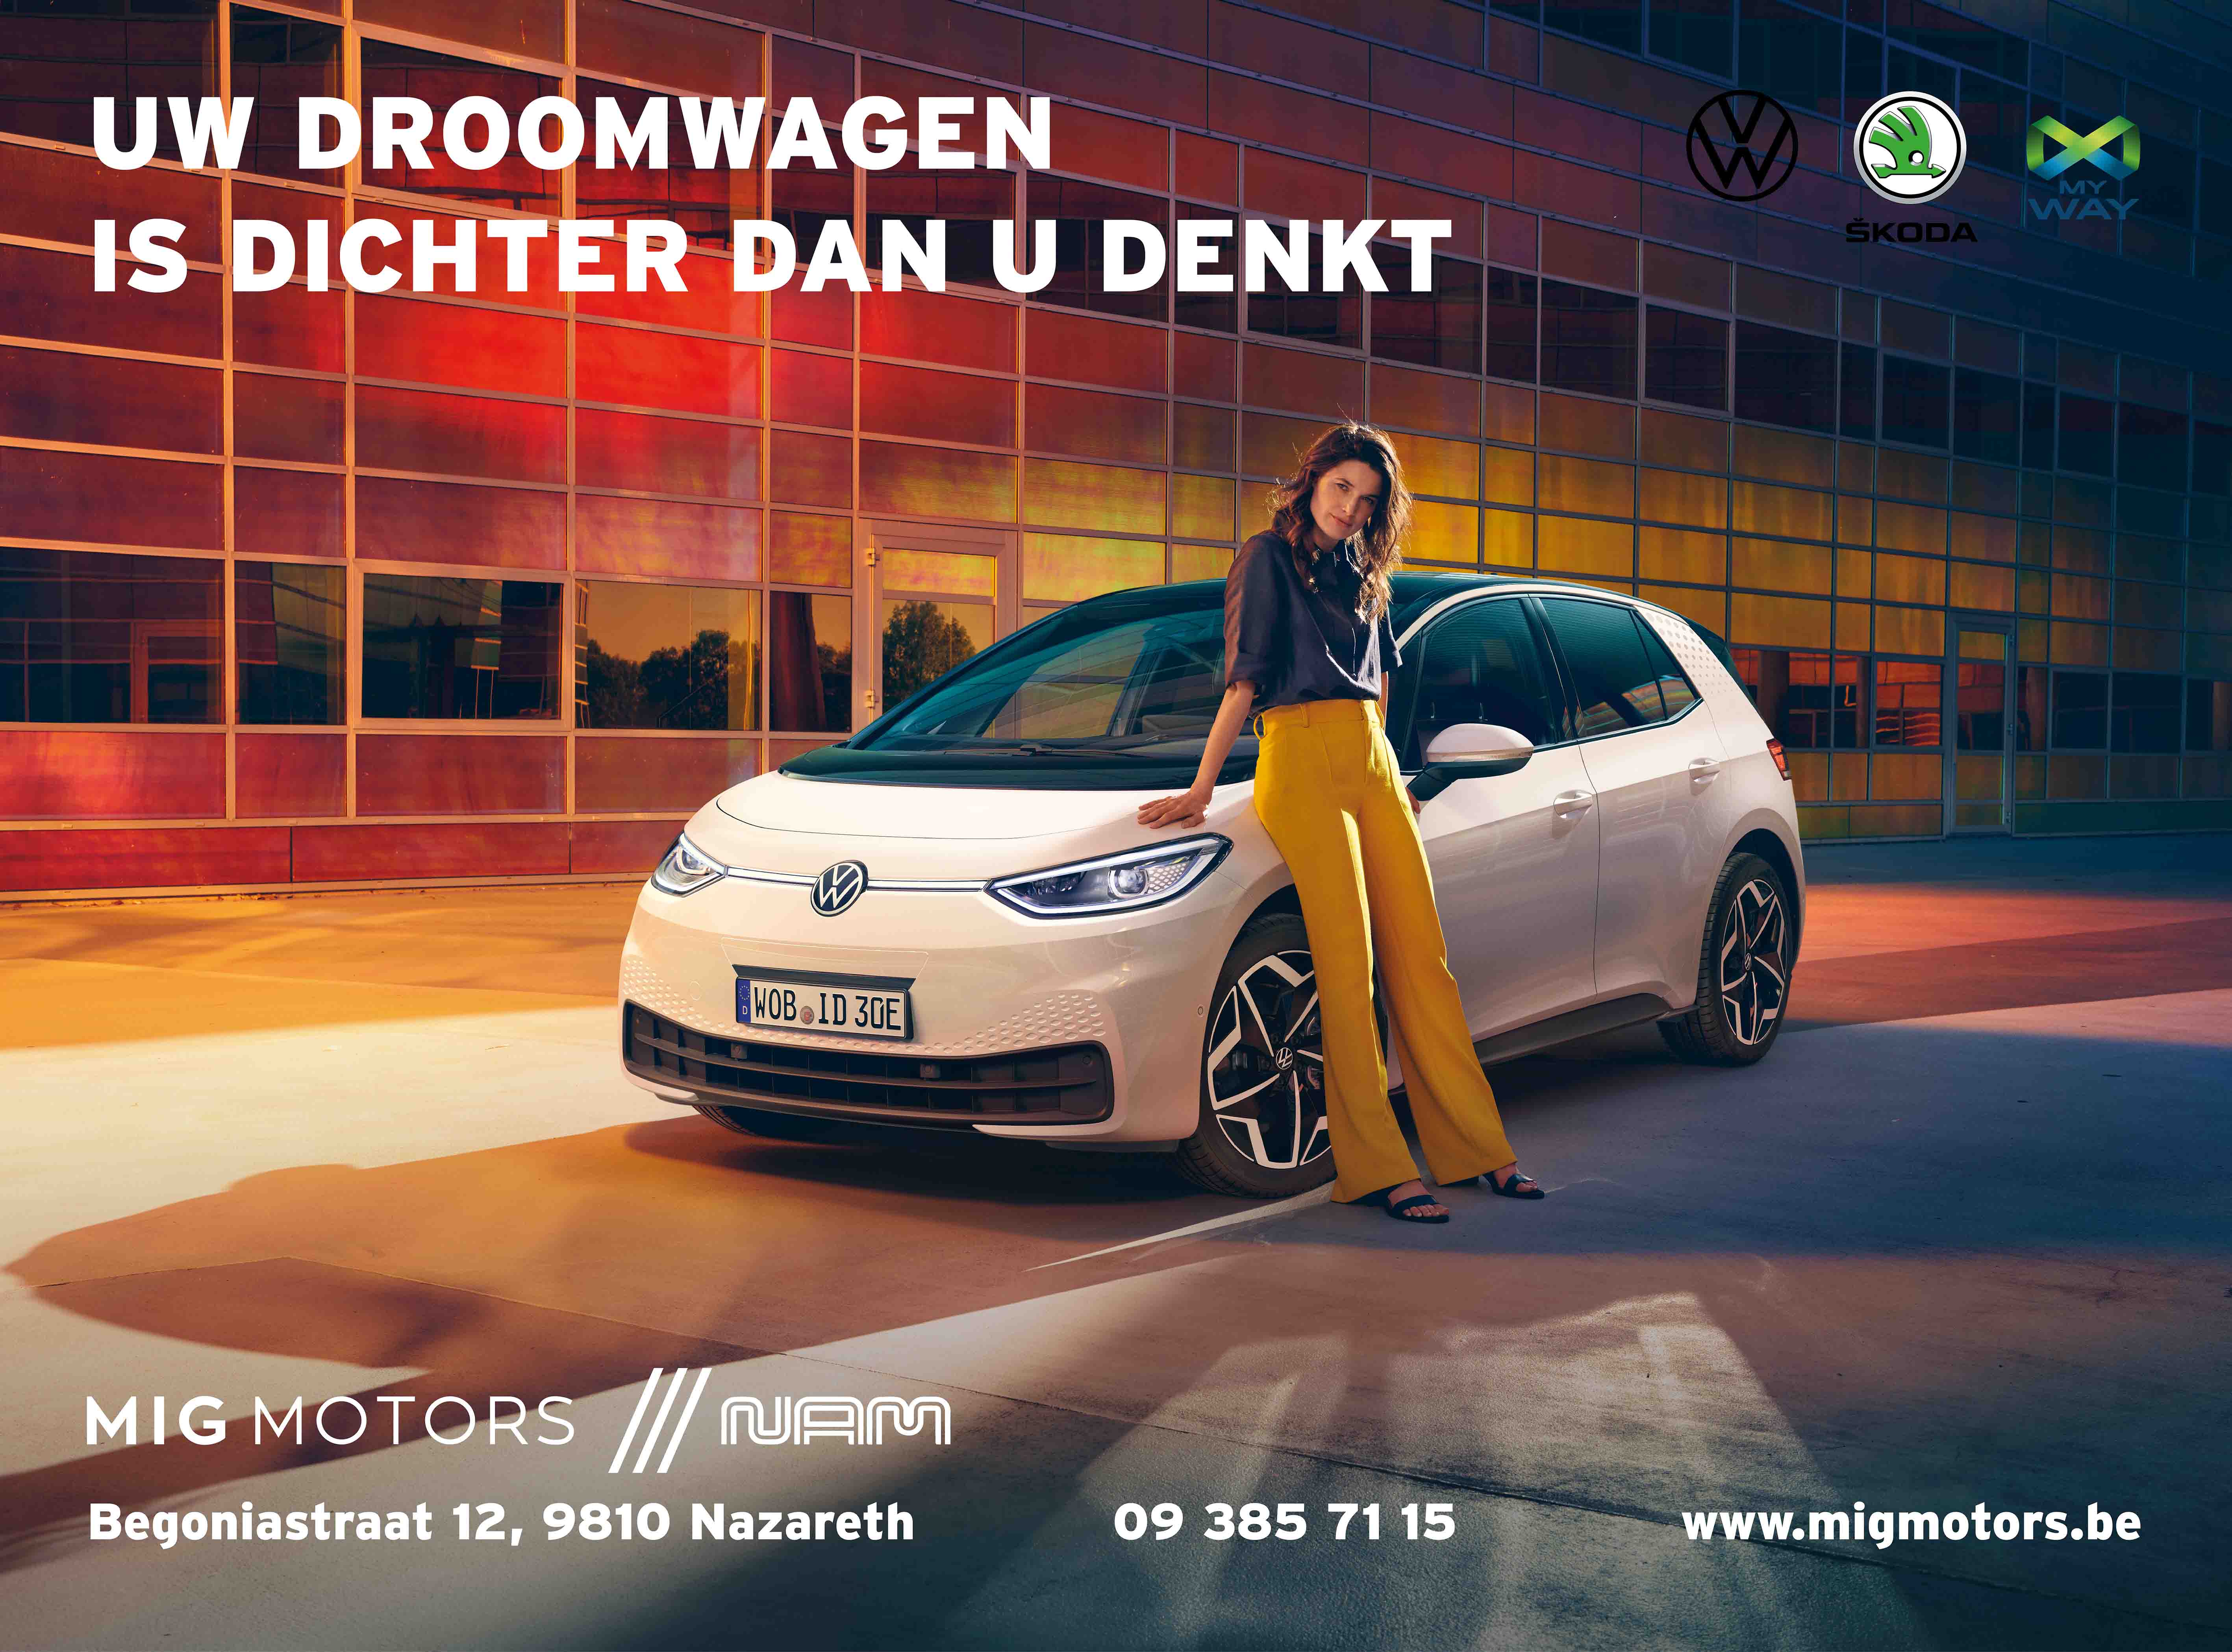 UW DROOMWAGEN
IS DICHTER DAN U DENKT
ŠKODA
MY
WAY
WOB ID 30E
D
MIG MOTORS /// NAM
Begoniastraat 12, 9810 Nazareth
09 385 71 15
www.migmotors.be